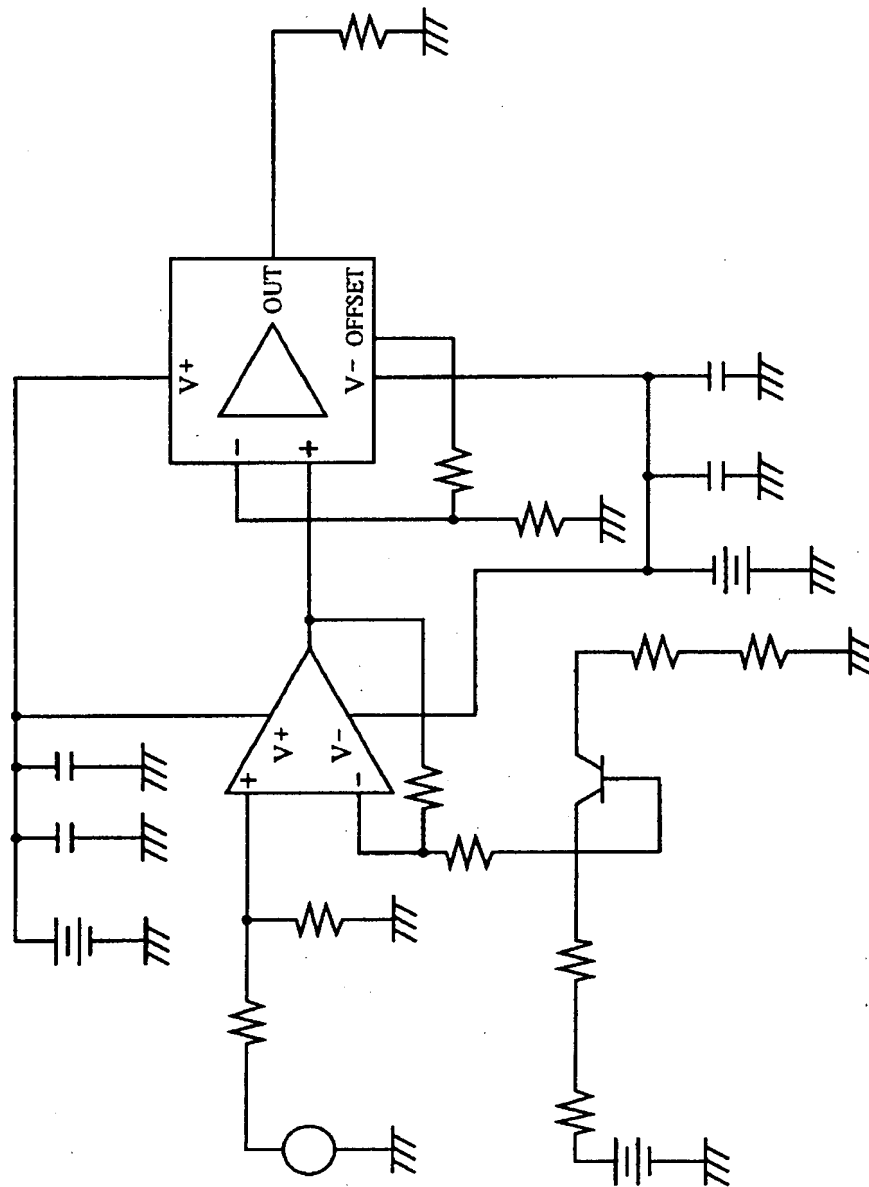 V+
OUT
- V- OFFSET
+
+ V+
- V-